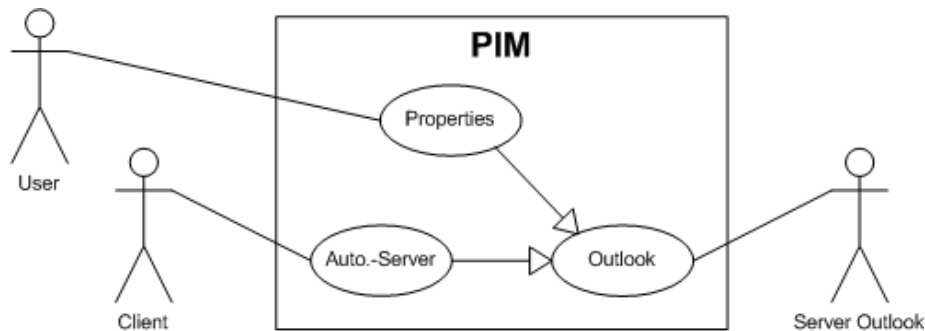 PIM
Properties
User
Auto.-Server
Outlook
Client
Server Outlook